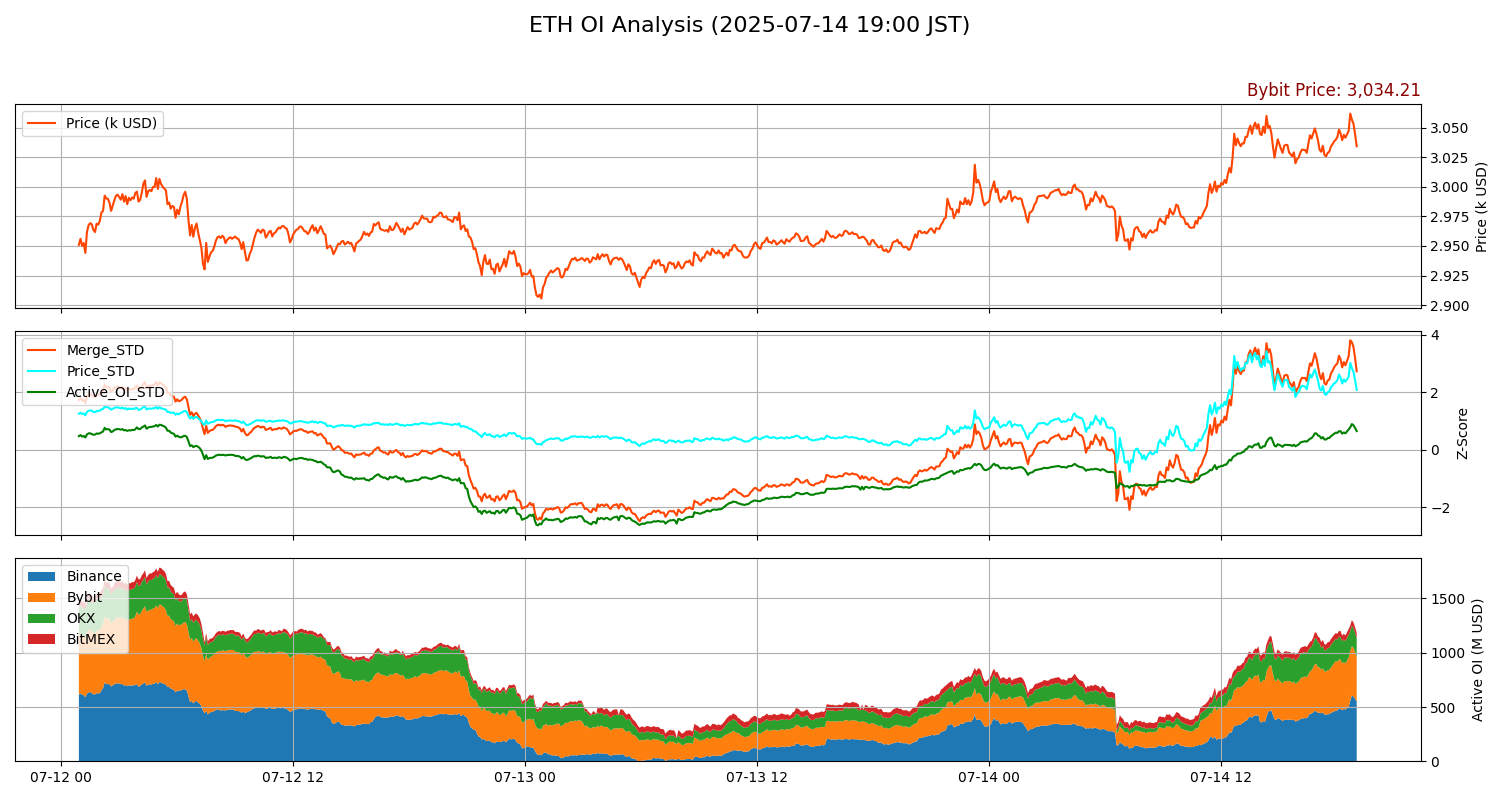 ETH OI Analysis (2025-07-14 19:00 JST)
Bybit Price: 3,034.21
Price (k USD)
3.050
3.025
3.000
2.975
2.950
2.925
2.900
Price (k USD)
Merge_STD
Price_STD
Active_OI_STD
4
2
0
−2
Z-Score
Binance
Bybit
OKX
BitMEX
1500
1000
500
0
Active OI (M USD)
07-12 00
07-12 12
07-13 00
07-13 12
07-14 00
07-14 12